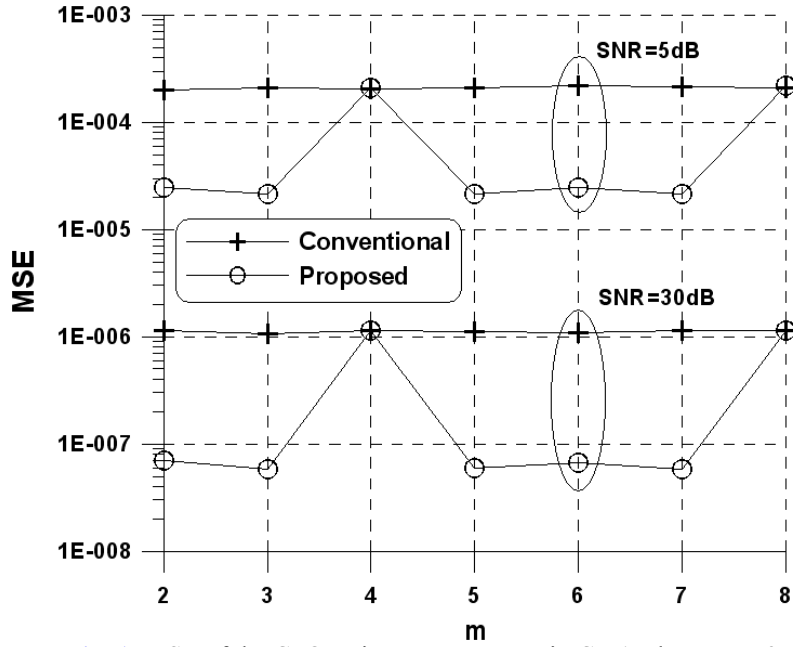 1E-003
SNR=5dB
1E-004
1E-005
Conventional
Proposed
SNR=30dB
1E-006
1E-007
1E-008
MSE
2 3 4 5 6 7 8
m